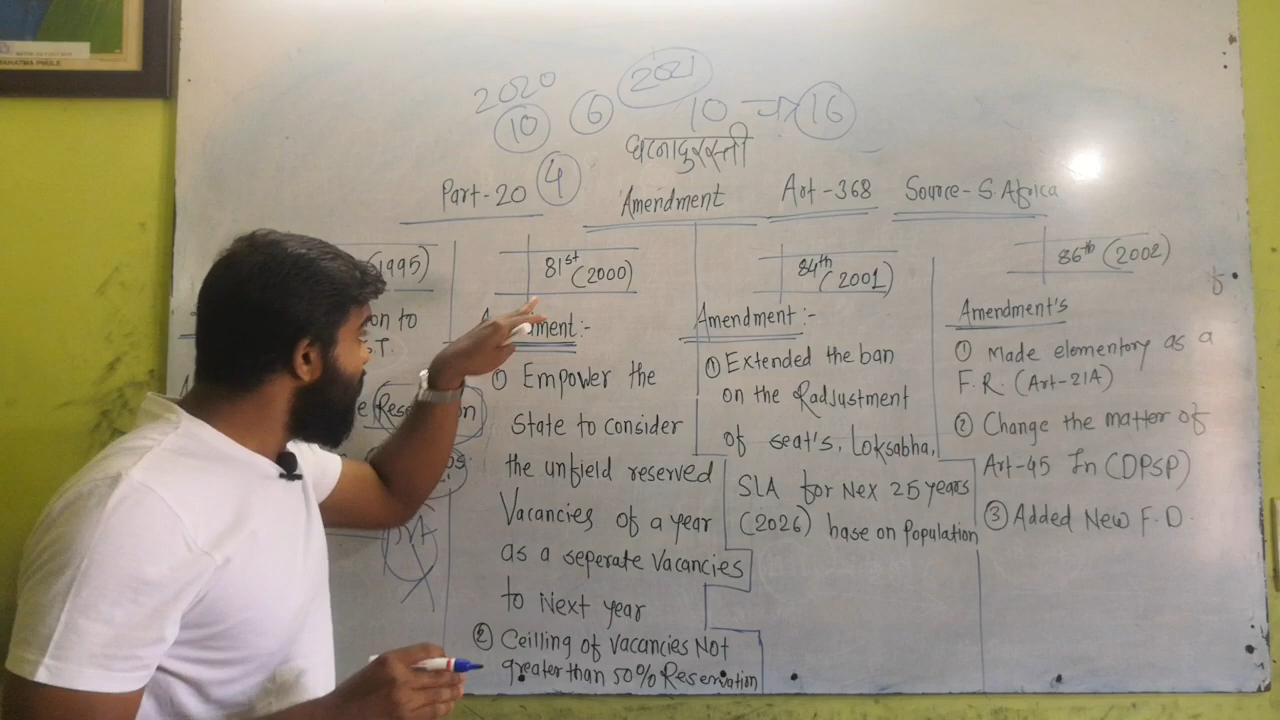 MAHATMA PHULE
2020
2021
10
6
10
16
घटनादुरुस्ती
Part-20
4
Amendment
Art-368
Source- S. Africa
(1995)
on to
S.T.
81st (2000)
Empower the
State to consider
the unfield reserved
Vacancies of a year
as a seperate Vacancies
to Next year
② Ceilling of vacancies Not
greater than 50% Reservation
84th (2001)
Amendment :-
① Extended the ban
on the Radjustment
of seat's, Loksabha,
SLA for Nex 25 years
(2026) base on Population
86th (2002)
Amendment's
① Made elementory as a
F.R. (Art-21A)
② Change the matter of
Art-45 In (DPSP)
③ Added New F.D.